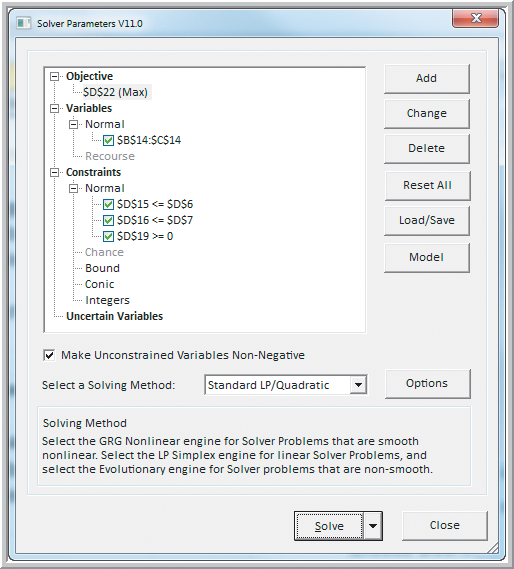 Solver Parameters V11.0
Objective
$D$22 (Max)
Variables
Normal
$B$14:$C$14
Recourse
Constraints
Normal
$D$15 <= $D$6
$D$16 <= $D$7
$D$19 >= 0
Chance
Bound
Conic
Integers
Uncertain Variables
Add
Change
Delete
Reset All
Load/Save
Model
Make Unconstrained Variables Non-Negative
Select a Solving Method:
Standard LP/Quadratic
Options
Solving Method
Select the GRG Nonlinear engine for Solver Problems that are smooth
nonlinear. Select the LP Simplex engine for linear Solver Problems, and
select the Evolutionary engine for Solver problems that are non-smooth.
Solve
Close